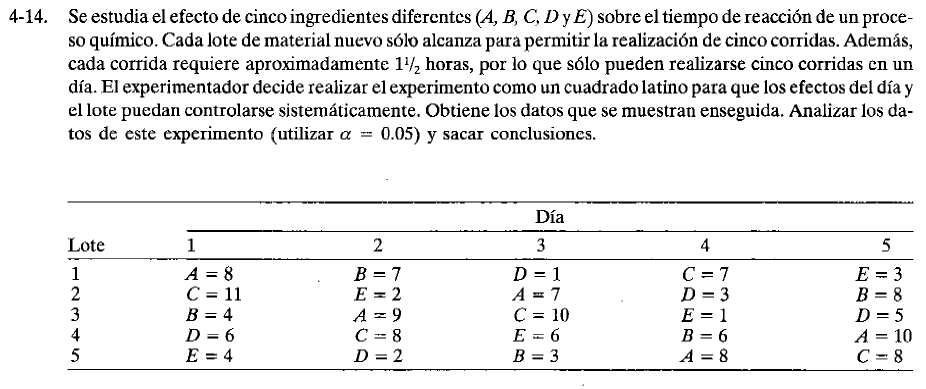 4-14. Se estudia el efecto de cinco ingredientes diferentes (A, B, C, D y E) sobre el tiempo de reacción de un proce-
so químico. Cada lote de material nuevo sólo alcanza para permitir la realización de cinco corridas. Además,
cada corrida requiere aproximadamente 1 1/2 horas, por lo que sólo pueden realizarse cinco corridas en un
día. El experimentador decide realizar el experimento como un cuadrado latino para que los efectos del día y
el lote puedan controlarse sistemáticamente. Obtiene los datos que se muestran enseguida. Analizar los da-
tos de este experimento (utilizar α = 0.05) y sacar conclusiones.
Día
Lote 1 2 3 4 5
1 A = 8 B = 7 D = 1 C = 7 E = 3
2 C = 11 E = 2 A = 7 D = 3 B = 8
3 B = 4 A = 9 C = 10 E = 1 D = 5
4 D = 6 C = 8 E = 6 B = 6 A = 10
5 E = 4 D = 2 B = 3 A = 8 C = 8